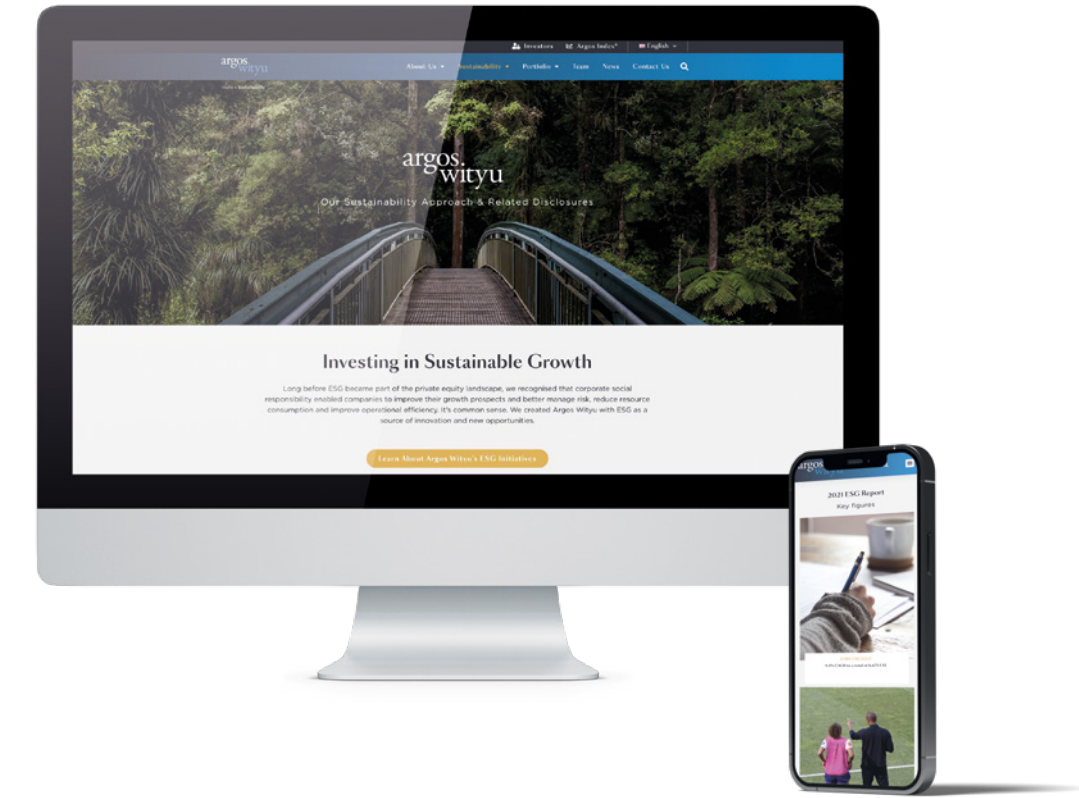 Investors Argos Index® English
argos.
wityu
About Us Sustainability Portfolio Team News Contact Us
Sustainability
argos.
wityu
Our Sustainability Approach & Related Disclosures
Investing in Sustainable Growth
Long before ESG became part of the private equity landscape, we recognised that corporate social
responsibility enabled companies to improve their growth prospects and better manage risk, reduce resource
consumption and improve operational efficiency. It's common sense. We created Argos Wityu with ESG as a
source of innovation and new opportunities.
Learn About Argos Wityu's ESG Initiatives
argos
wityu
2021 ESG Report
Key figures